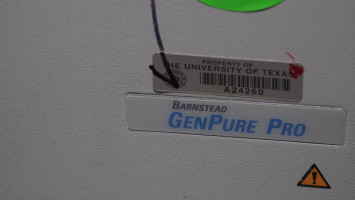 PROPERTY OF
THE UNIVERSITY OF TEXAS
A24260
BARNSTEAD
GENPURE PRO